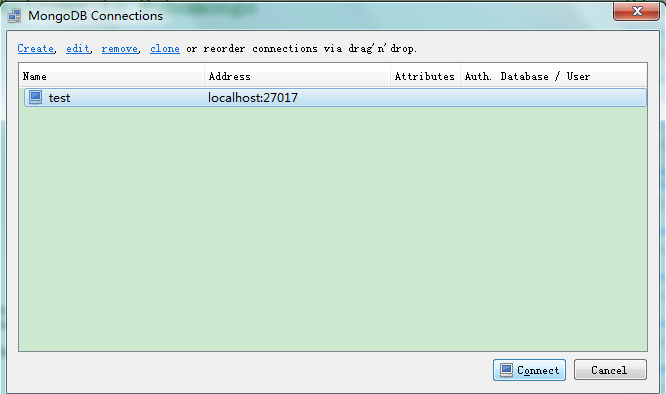 MongoDB Connections
Create, edit, remove, clone or reorder connections via drag'n'drop.
Name Address Attributes Auth. Database / User
test localhost:27017
Connect Cancel